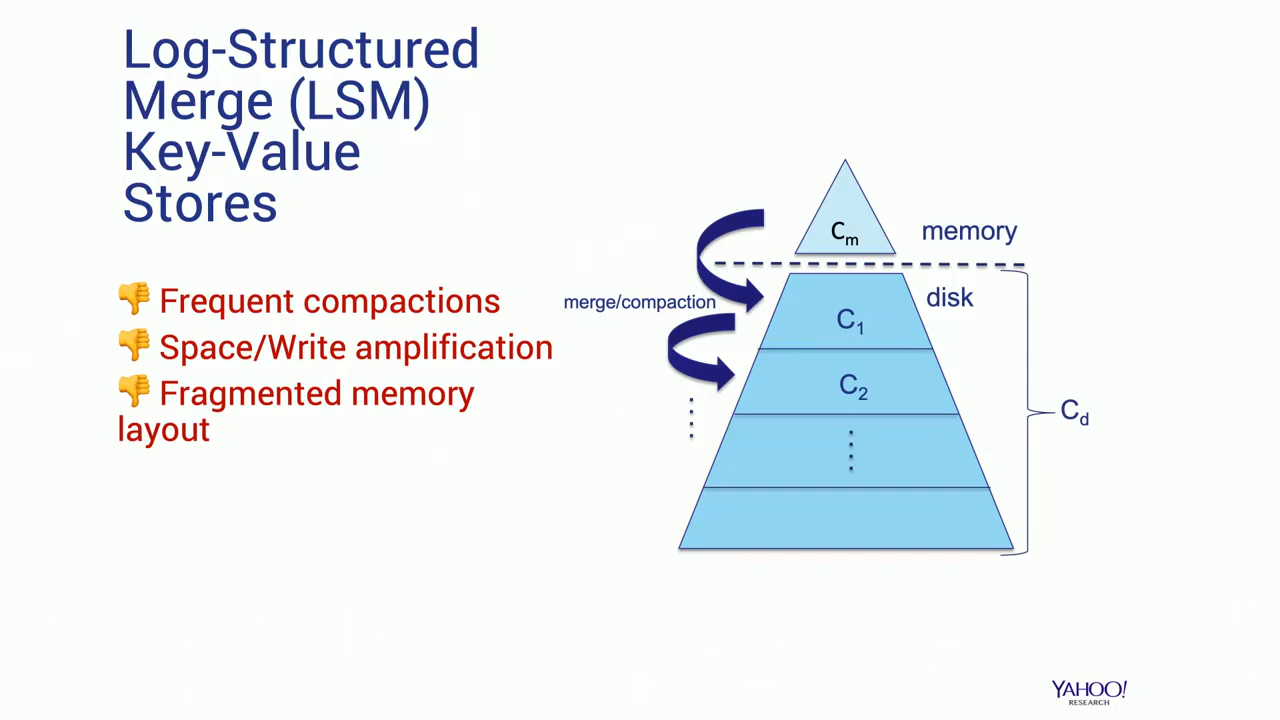 Log-Structured
Merge (LSM)
Key-Value
Stores
👎 Frequent compactions
👎 Space/Write amplification
👎 Fragmented memory
layout
Cm
memory
merge/compaction
disk
C1
C2
Cd
YAHOO!
RESEARCH